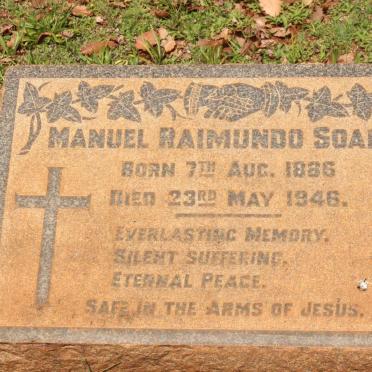 MANUEL RAIMUNDO SOA
BORN 7TH AUG. 1886
DIED 23RD MAY 1946.
EVERLASTING MEMORY.
SILENT SUFFERING.
ETERNAL PEACE.
SAFE IN THE ARMS OF JESUS.